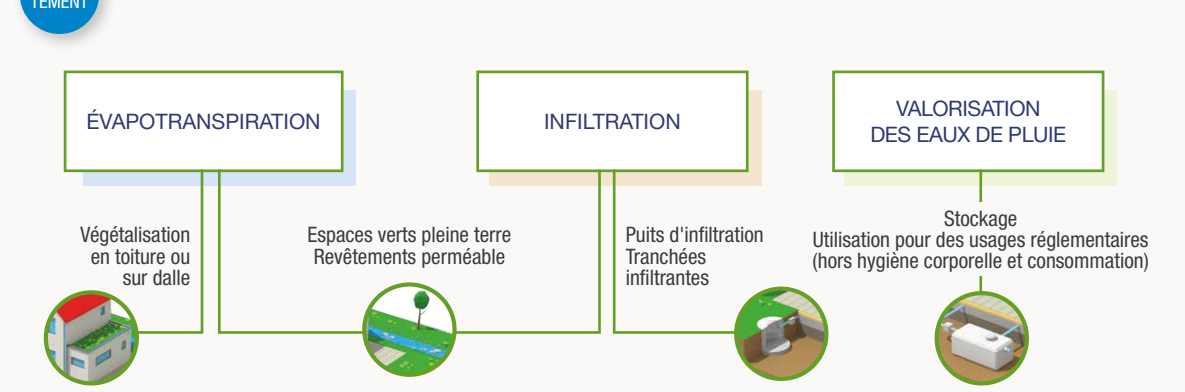 TEMENT
ÉVAPOTRANSPIRATION
INFILTRATION
VALORISATION
DES EAUX DE PLUIE
Végétalisation
en toiture ou
sur dalle
Espaces verts pleine terre
Revêtements perméable
Puits d'infiltration
Tranchées
infiltrantes
Stockage
Utilisation pour des usages réglementaires
(hors hygiène corporelle et consommation)